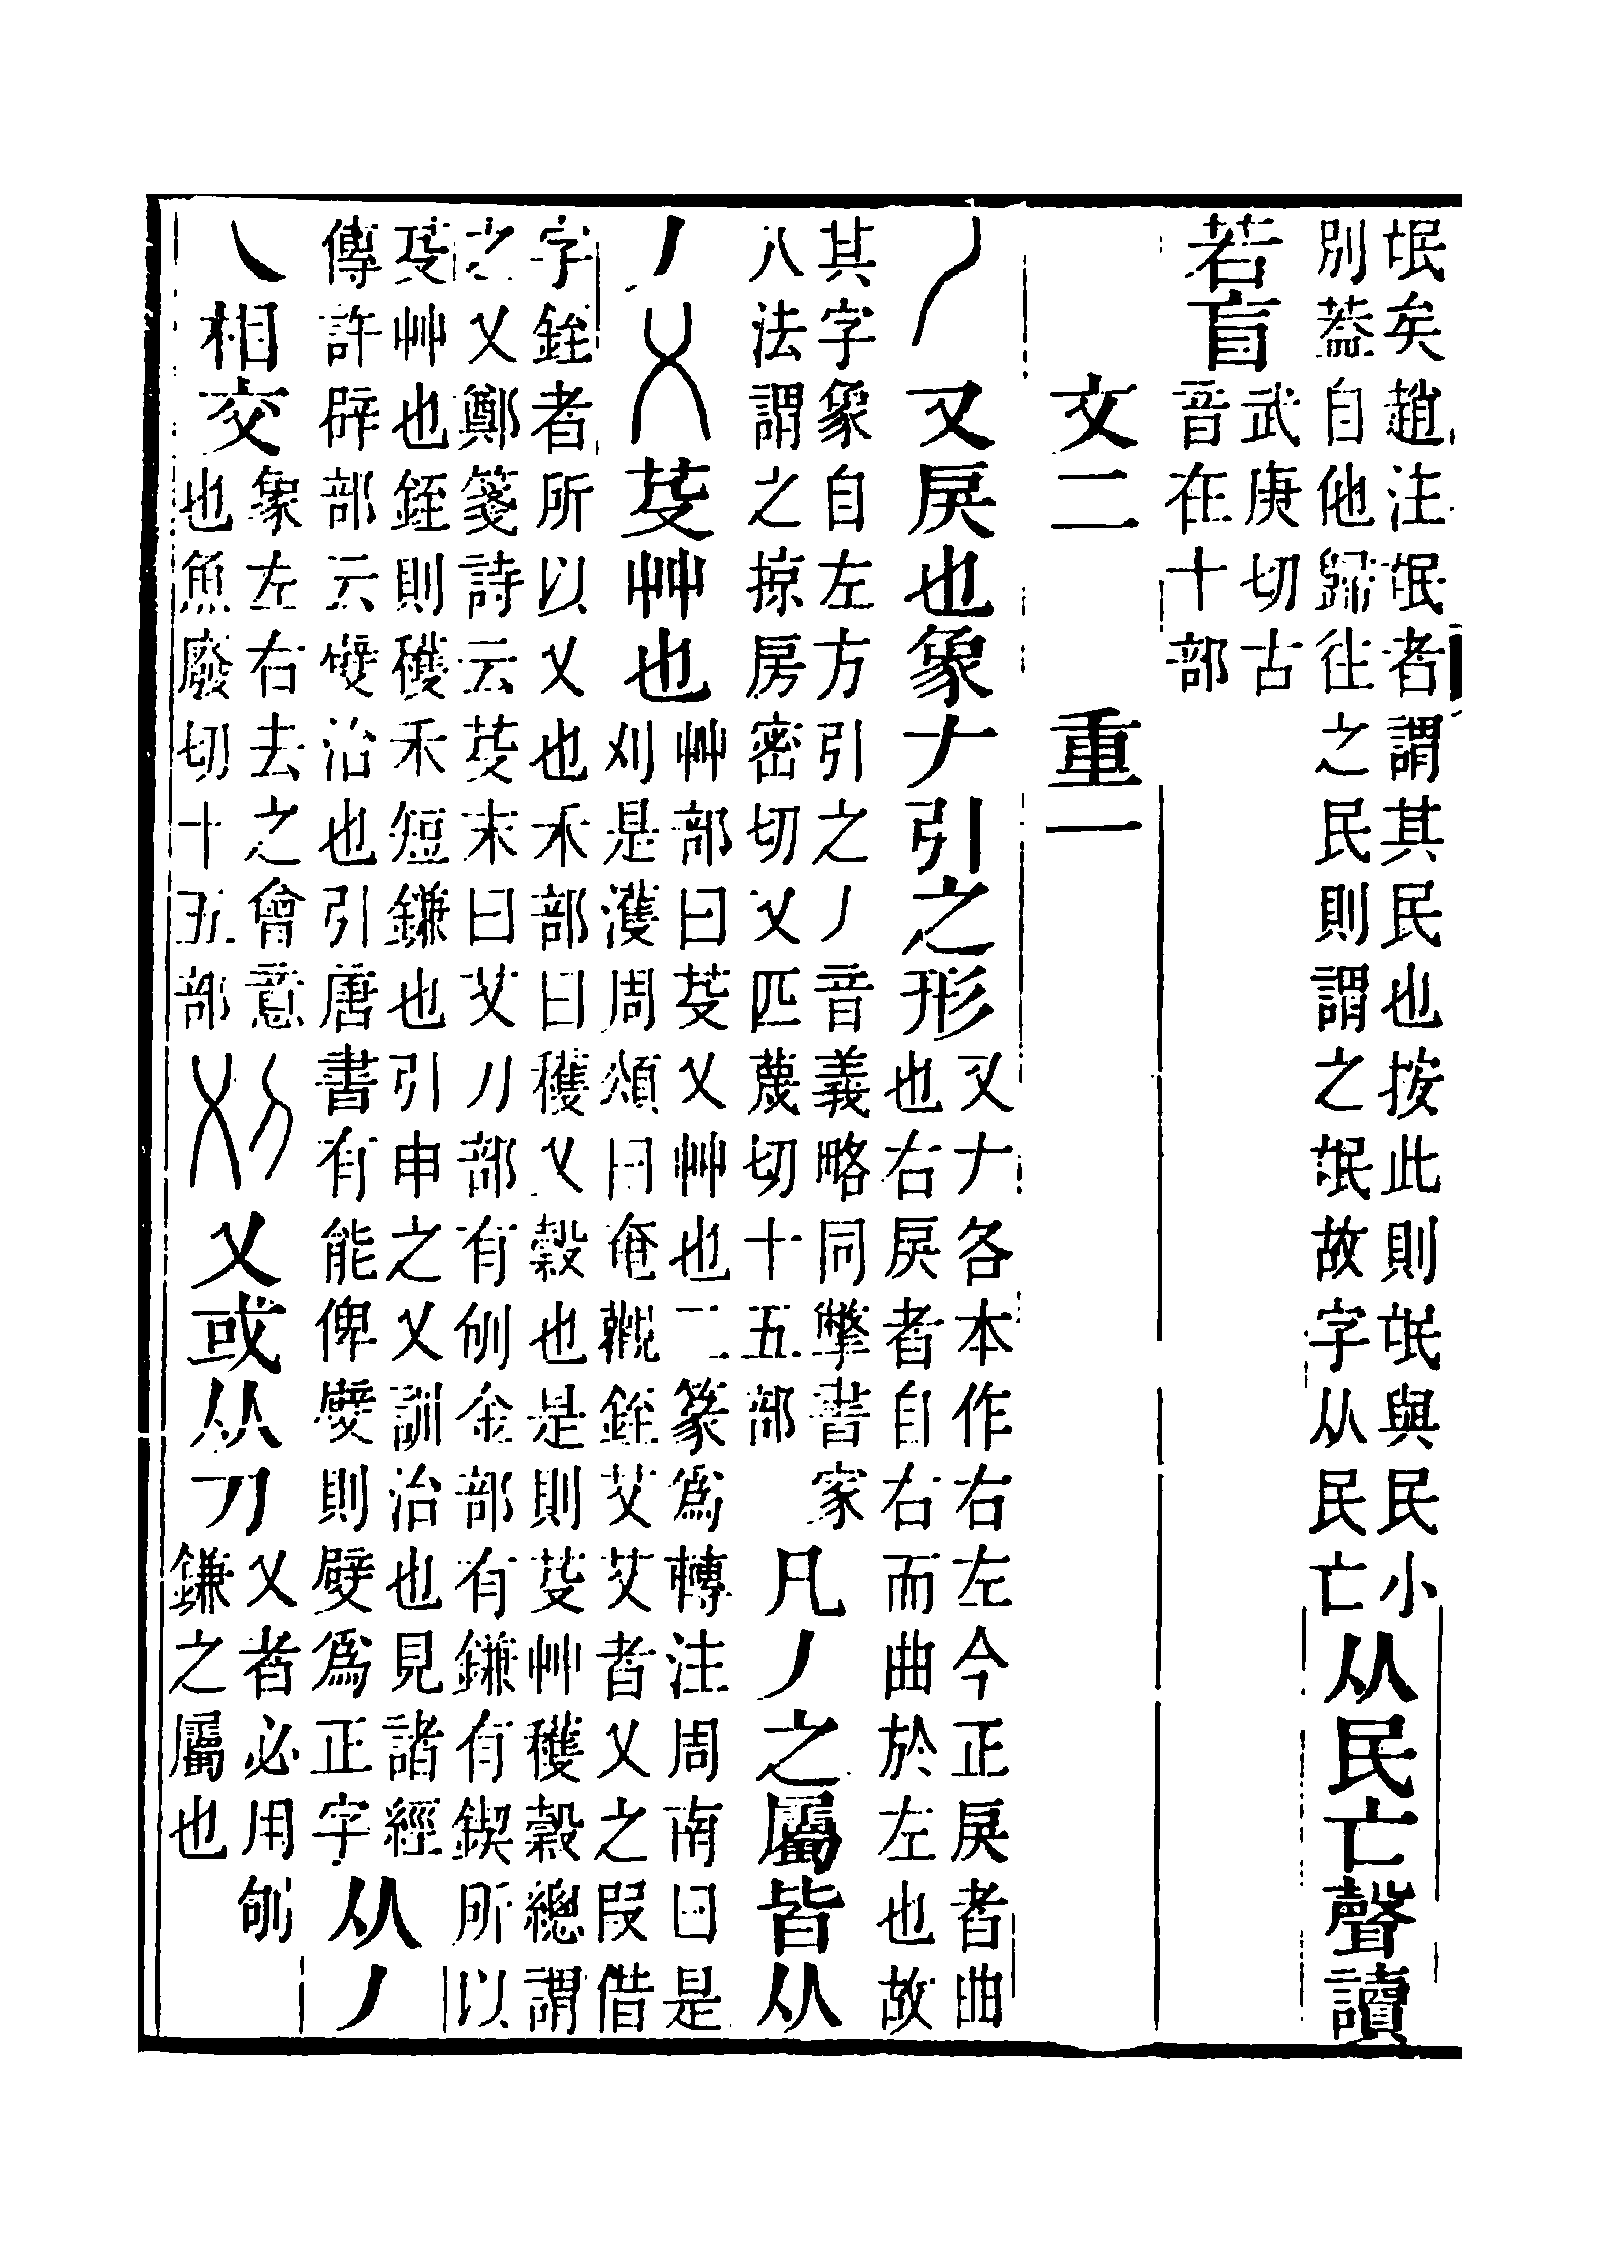 氓矣趙注氓者謂其民也按此則氓與民小
別葢自他歸往之民則謂之氓故字从民亡
从民亡聲讀
若盲
武庚切古
音在十部
文二　重一
丿　又戾也象ナ引之形
又ナ各本作右左今正戾者曲
也右戾者自右而曲於左也故
其字象自左方引之丿音義略同擎書家
八法謂之掠房密切又匹蔑切十五部
凡丿之屬皆从
丿　乂　芟艸也
艸部曰芟乂艸也二篆爲轉注周南曰是
刈是濩周頌曰奄觀銍艾艾者乂之叚借
字銍者所以乂也禾部曰穫乂穀也是則芟艸穫穀總謂
之乂鄭箋詩云芟末曰艾刀部有金部有鎌有鍥所以
芟艸也銍則穫禾短鎌也引申之乂訓治也見諸經
傳許辟部云治也引唐書有能俾則爲正字
从丿
乀相交
象左右去之會意
也魚廢切十五部
刈　乂或从刀
乂者必用
鎌之屬也